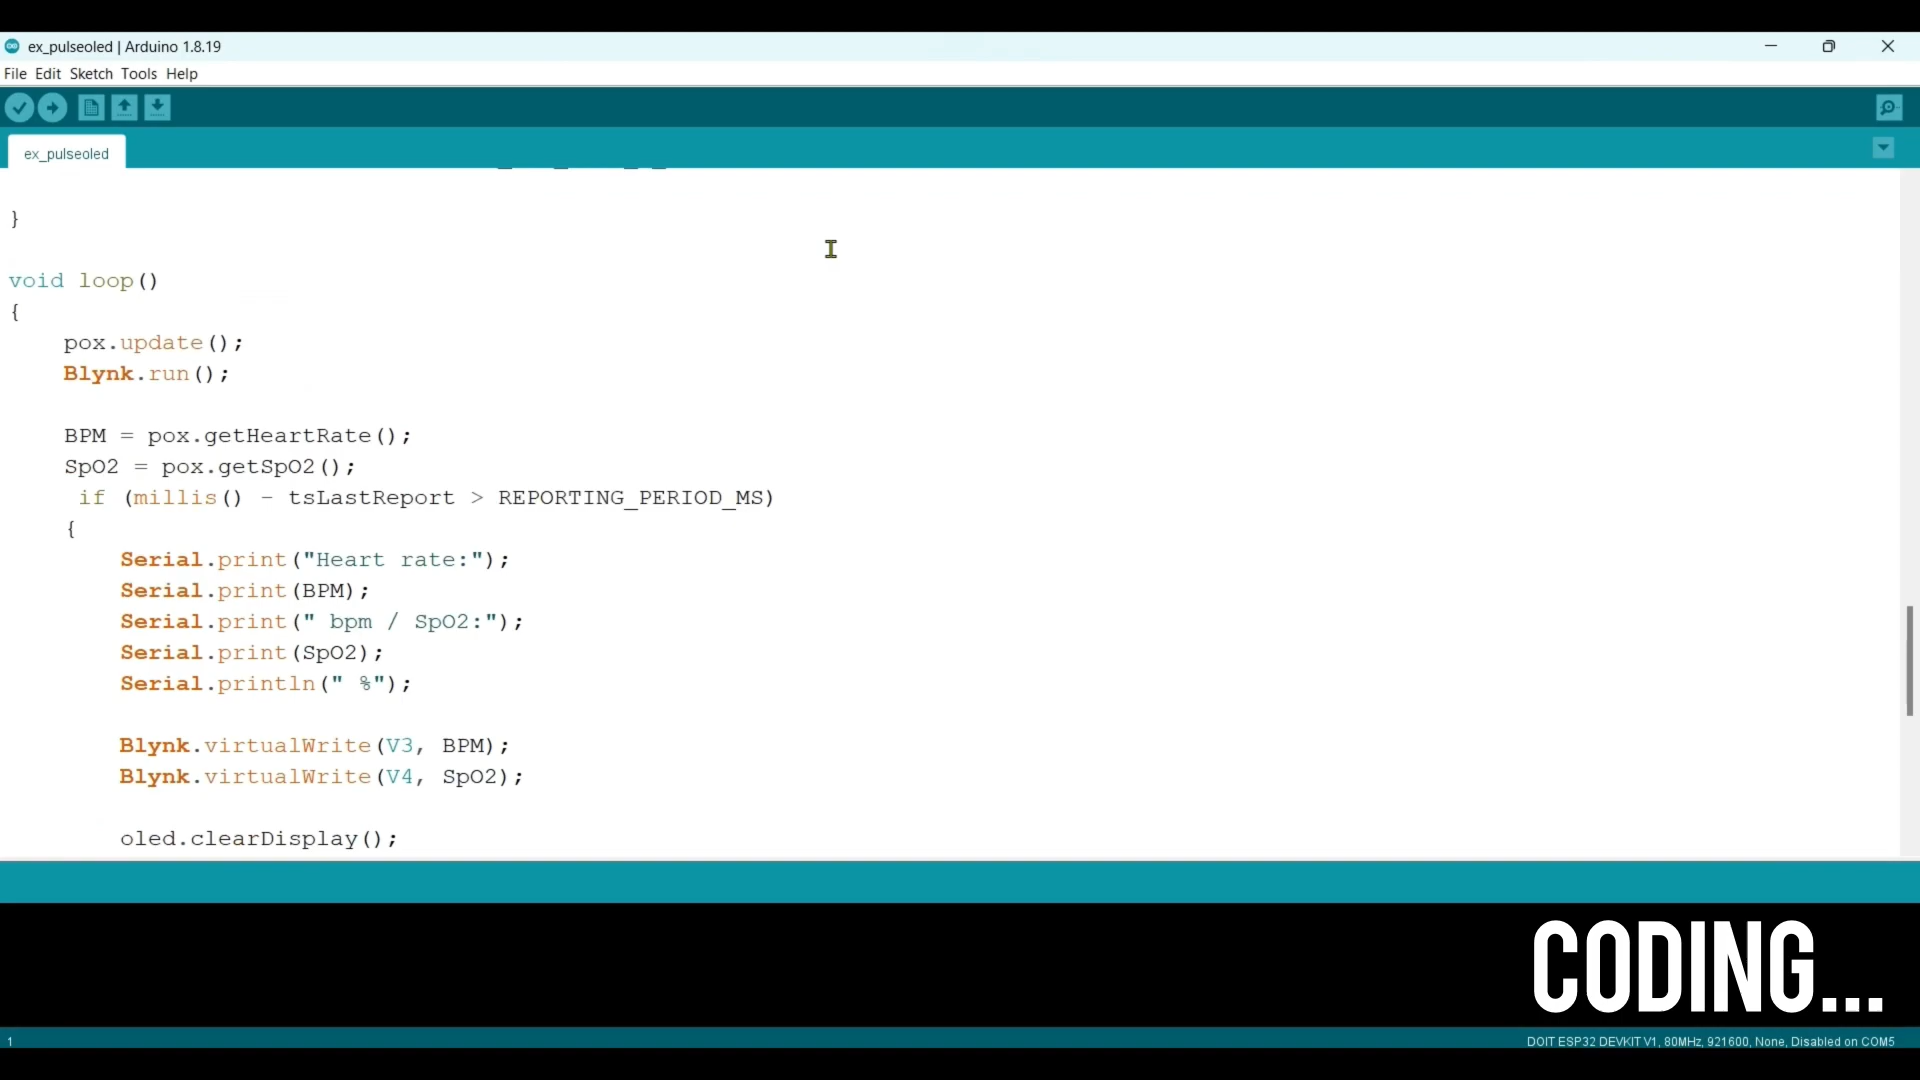 ex_pulseoled | Arduino 1.8.19
File Edit Sketch Tools Help
ex_pulseoled
}
void loop()
{
pox.update();
Blynk.run();
BPM = pox.getHeartRate();
SpO2 = pox.getSpO2();
if (millis() - tsLastReport > REPORTING_PERIOD_MS)
{
Serial.print("Heart rate:");
Serial.print(BPM);
Serial.print(" bpm / SpO2:");
Serial.print(SpO2);
Serial.println(" %");
Blynk.virtualWrite(V3, BPM);
Blynk.virtualWrite(V4, SpO2);
oled.clearDisplay();
CODING...
1
DOIT ESP32 DEVKIT V1, 80MHz, 921600, None, Disabled on COM5